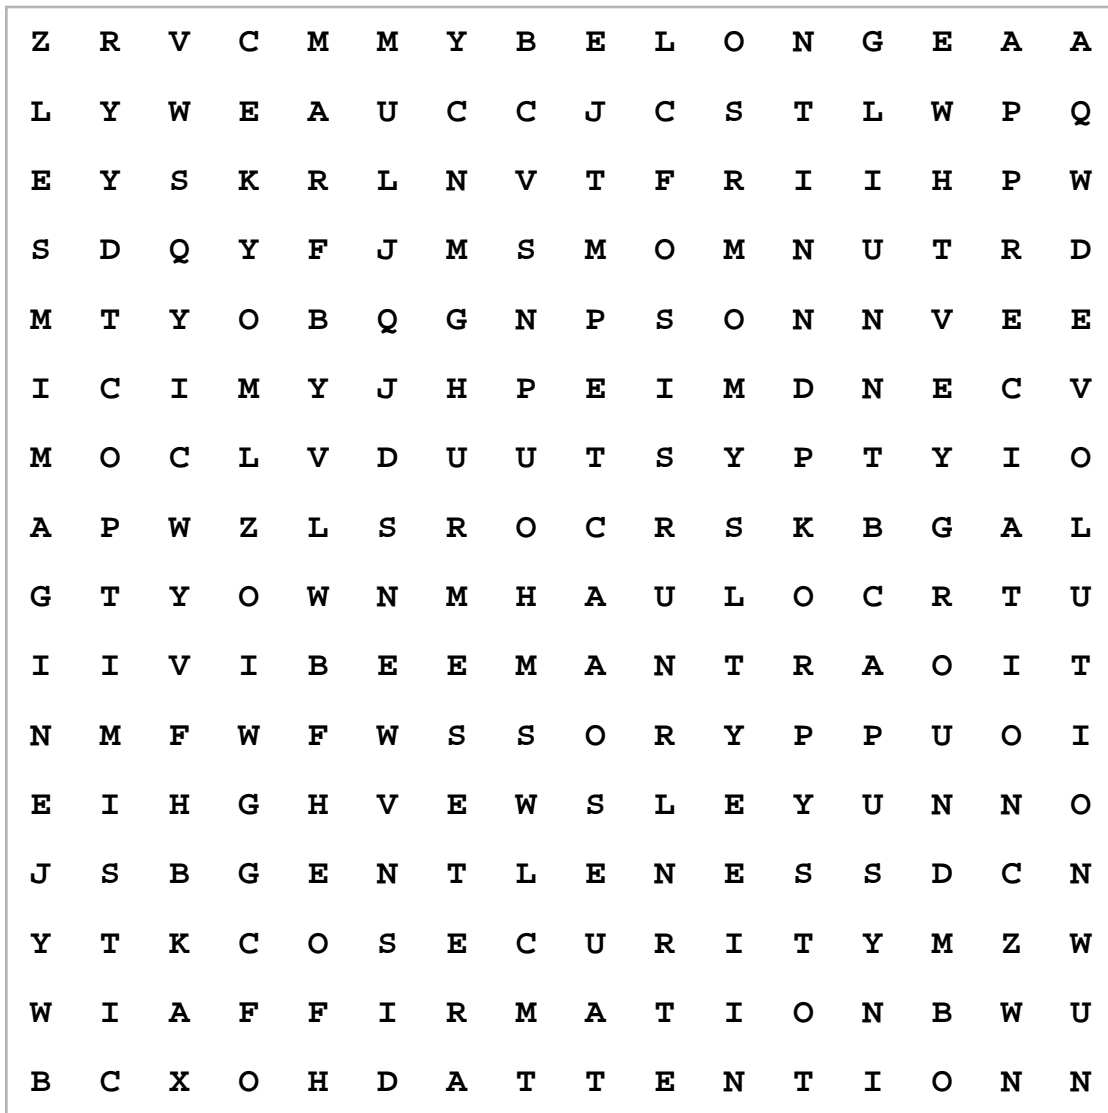 Z R V C M M Y B E L O N G E A A
L Y W E A U C C J C S T L W P Q
E Y S K R L N V T F R I I H P W
S D Q Y F J M S M O M N U T R D
M T Y O B Q G N P S O N N V E E
I C I M Y J H P E I M D N E C V
M O C L V D U U T S Y P T Y I O
A P W Z L S R O C R S K B G A L
G T Y O W N M H A U L O C R T U
I I V I B E E M A N T R A O I T
N M F W F W S S O R Y P P U O I
E I H G H V E W S L E Y U N N O
J S B G E N T L E N E S S D C N
Y T K C O S E C U R I T Y M Z W
W I A F F I R M A T I O N B W U
B C X O H D A T T E N T I O N N